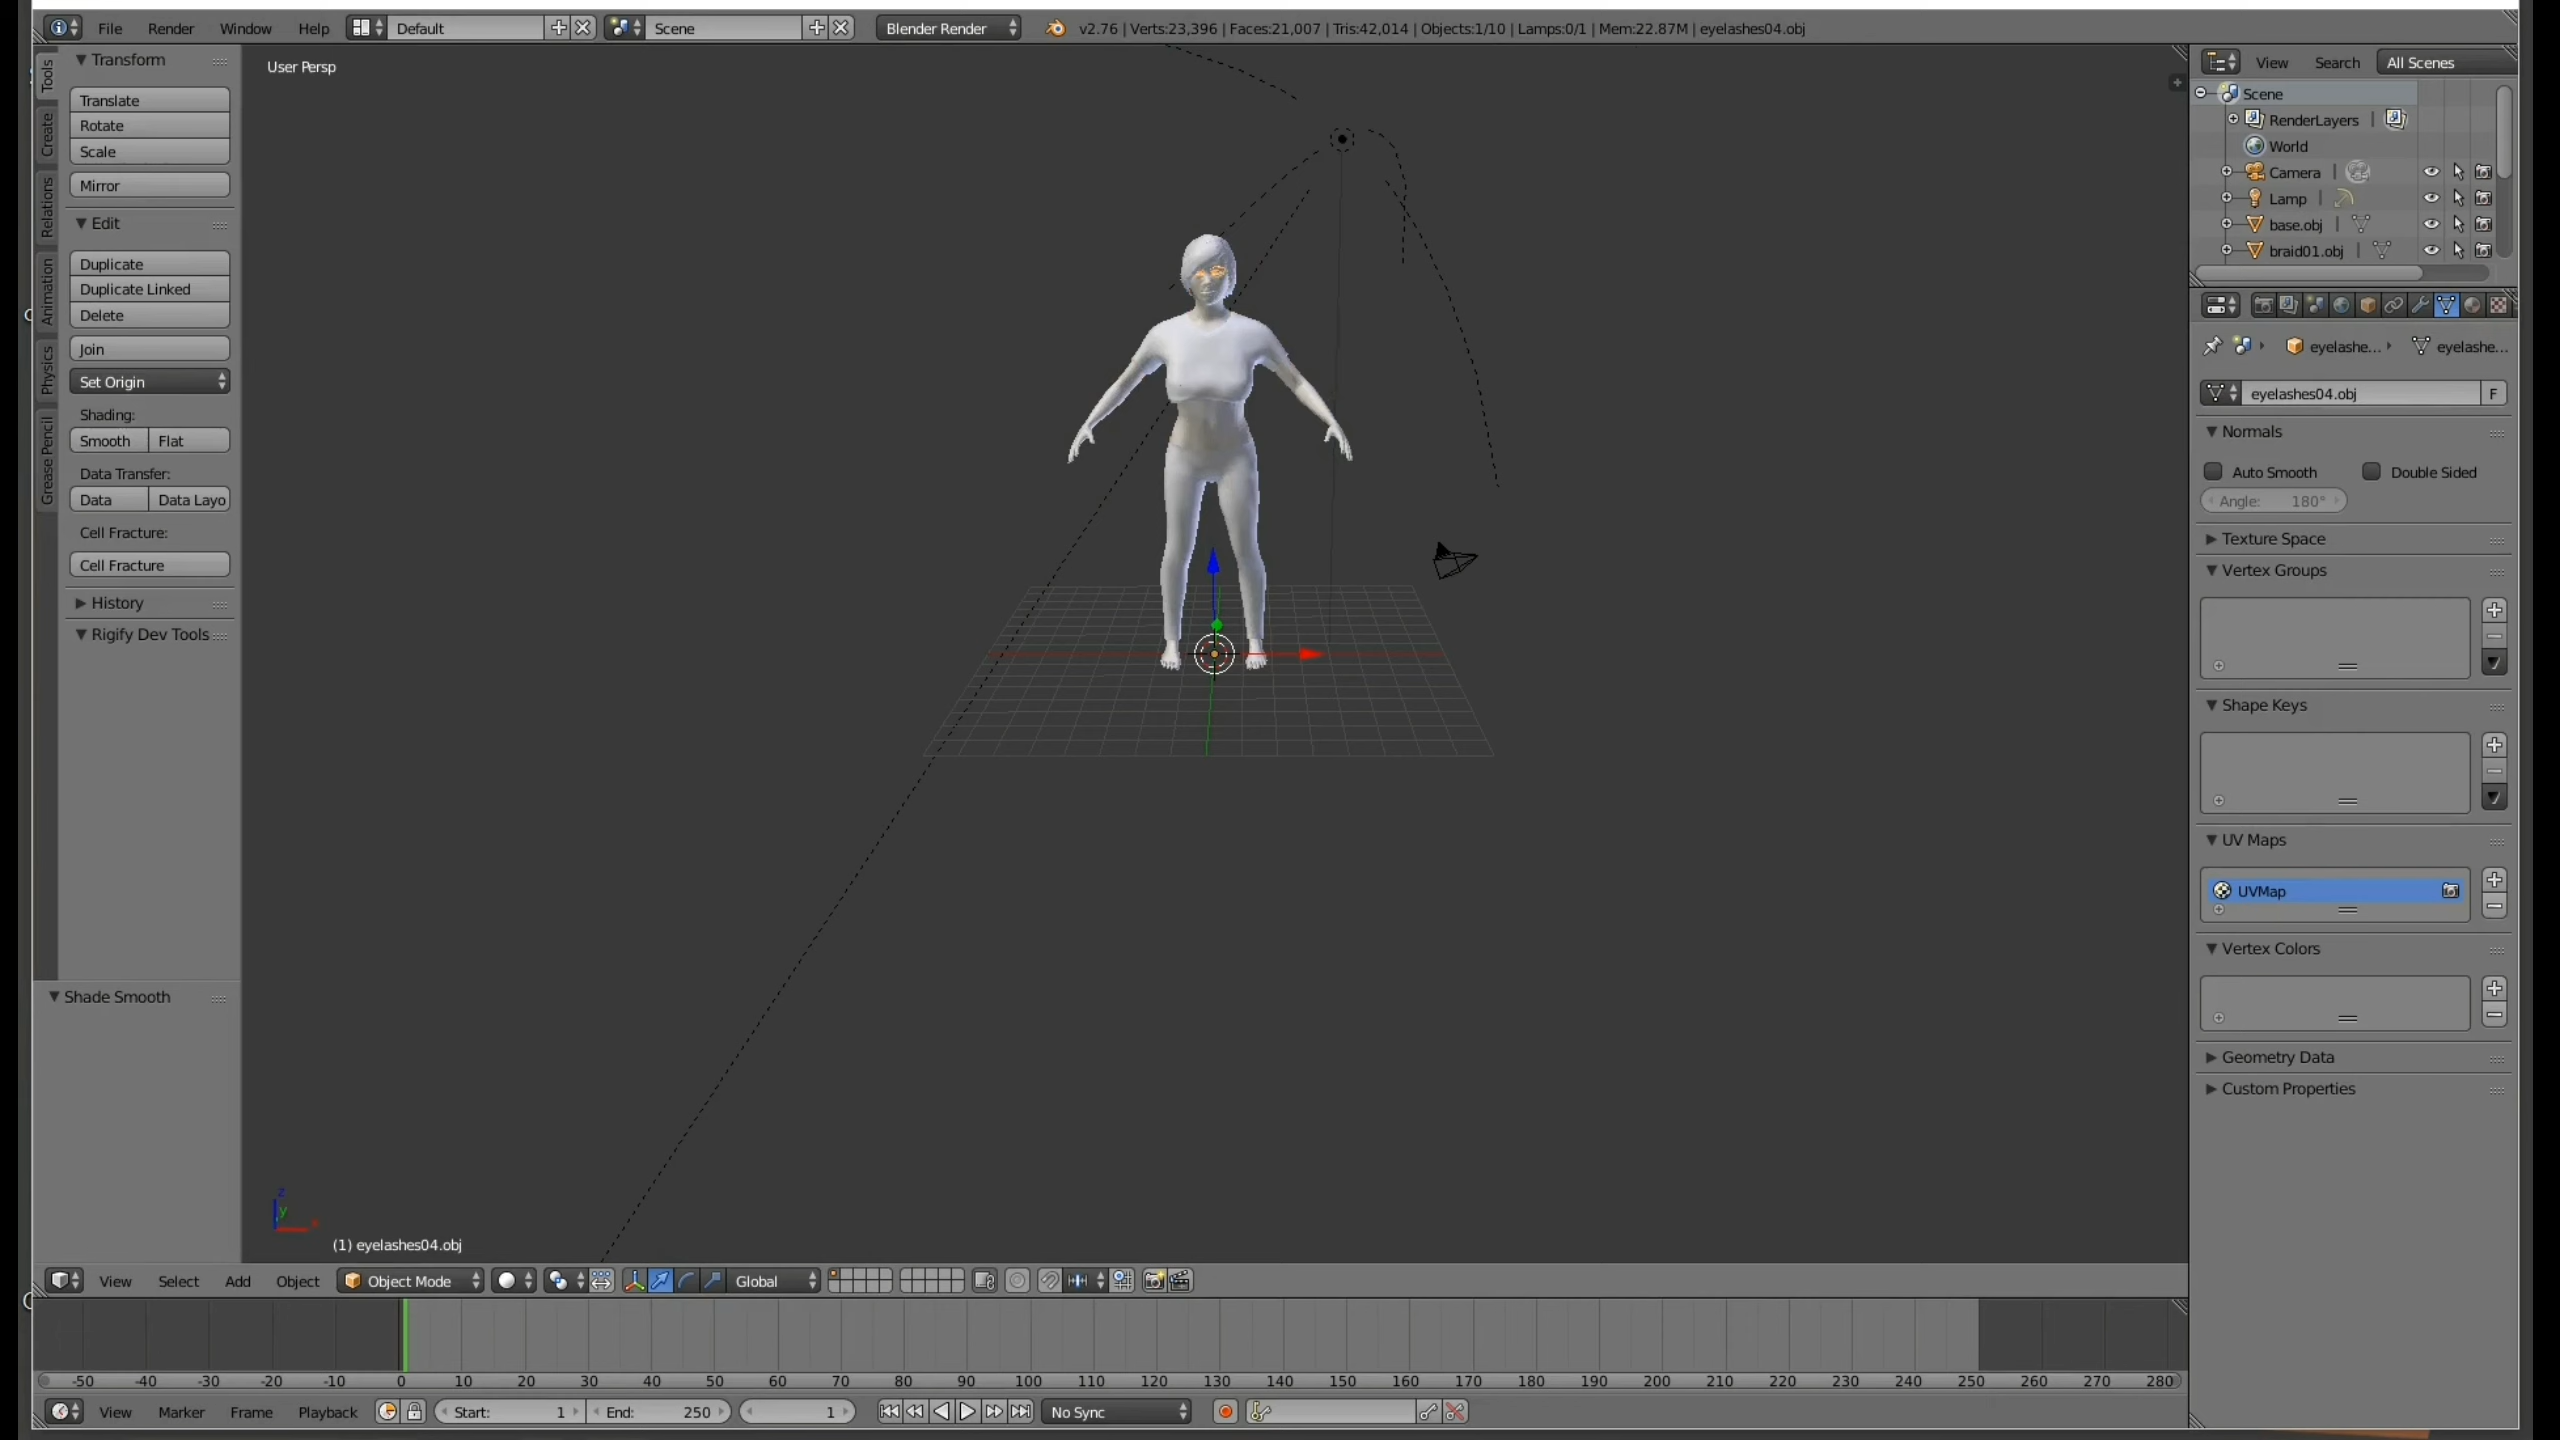 File Render Window Help Default Scene Blender Render v2.76 | Verts:23,396 | Faces:21,007 | Tris:42,014 | Objects:1/10 | Lamps:0/1 | Mem:22.87M | eyelashes04.obj
Tools
Create
Relations
Animation
Physics
Grease Pencil
Transform
Translate
Rotate
Scale
Mirror
Edit
Duplicate
Duplicate Linked
Delete
Join
Set Origin
Shading:
Smooth Flat
Data Transfer:
Data Data Layo
Cell Fracture:
Cell Fracture
History
Rigify Dev Tools
Shade Smooth
User Persp
z
y
x
(1) eyelashes04.obj
View Search All Scenes
Scene
RenderLayers |
World
Camera |
Lamp |
base.obj |
braid01.obj |
eyelashe... eyelashe...
eyelashes04.obj F
Normals
Auto Smooth Double Sided
Angle: 180°
Texture Space
Vertex Groups
Shape Keys
UV Maps
UVMap
Vertex Colors
Geometry Data
Custom Properties
View Select Add Object Object Mode Global
-50 -40 -30 -20 -10 0 10 20 30 40 50 60 70 80 90 100 110 120 130 140 150 160 170 180 190 200 210 220 230 240 250 260 270 280
View Marker Frame Playback Start: 1 End: 250 1 No Sync